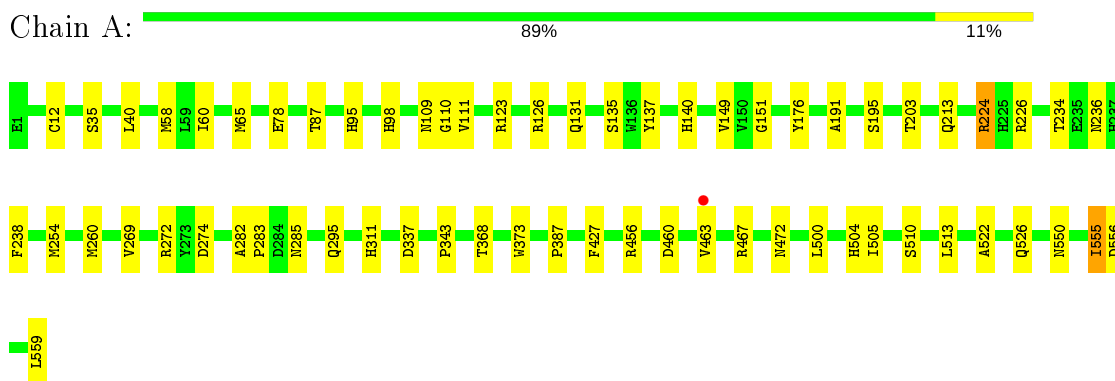 Chain A:
89% 11%
E1 C12 S35 L40 M58 L59 I60 M65 E78 T87 H95 H98 N109 G110 V111 R123 R126 Q131 S135 W136 Y137 H140 V149 V150 G151 Y176 A191 S195 T203 Q213 R224 H225 R226 T234 E235 N236
F238 M254 M260 V269 R272 Y273 D274 A282 P283 D284 N285 Q295 H311 D337 P343 T368 W373 P387 F427 R456 D460 V463 R467 N472 L500 H504 I505 S510 L513 A522 Q526 N550 I555 D556
L559